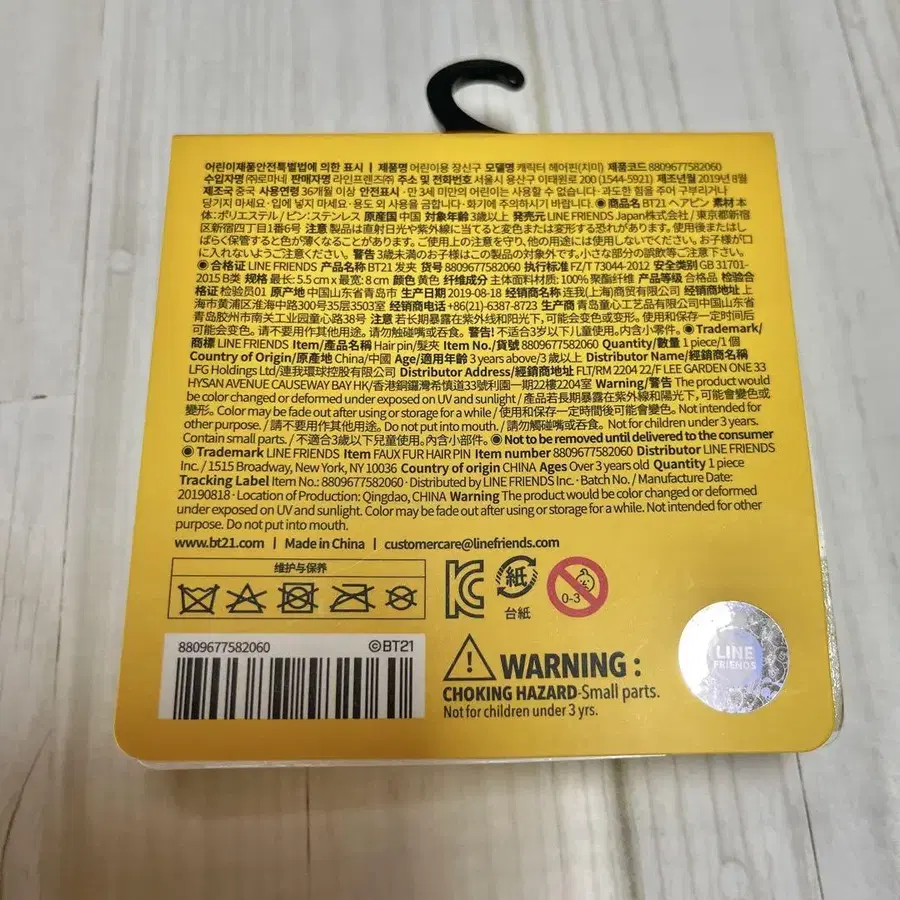 어린이제품안전특별법에 의한 표시 | 제품명 어린이용 장신구 모델명 캐릭터 헤어핀(치미) 제품코드 8809677582060
수입자명 ㈜로마네 판매자명 라인프렌즈㈜ 주소 및 전화번호 서울시 용산구 이태원로 200 (1544-5921) 제조년월 2019년 8월
제조국 중국 사용연령 36개월 이상 안전표시 · 만 3세 미만의 어린이는 사용할 수 없습니다 · 과도한 힘을 주어 구부리거나
당기지 마세요 · 입에 넣지 마세요 · 용도 외 사용을 금합니다 · 화기에 주의하시기 바랍니다 · ◉商品名 BT21 ヘアピン 素材 本
体:ポリエステル / ピン:ステンレス 原産国 中国 対象年齢 3歳以上 発売元 LINE FRIENDS Japan株式会社 / 東京都新宿
区新宿四丁目1番6号 注意 製品は直射日光や紫外線に当てると変色または変形する恐れがあります。使用後またはし
ばらく保管すると色が薄くなることがあります。ご使用上の注意を守り、他の用途には使用しないでください。お子様が口
に入れないようご注意ください。警告 3歳未満のお子様はこの製品の対象外です。小さな部分の誤飲等ご注意下さい。
◉合格证 LINE FRIENDS 产品名称 BT21 发夹 货号 8809677582060 执行标准 FZ/T 73044-2012 安全类别 GB 31701-
2015 B类 规格 最长: 5.5cm x 最宽: 8cm 颜色 黄色 纤维成分 主体面料材质: 100% 聚酯纤维 产品等级 合格品 检验合
格证 检验员01 原产地 中国山东省青岛市 生产日期 2019-08-18 经销商名称 连我(上海)商贸有限公司 经销商地址 上
海市黄浦区淮海中路300号35层3503室 经销商电话 +86(21)-6387-8723 生产商 青岛童心工艺品有限公司中国山东省
青岛胶州市南关工业园童心路38号 注意 若长期暴露在紫外线和阳光下,可能会变色或变形。使用和保存一定时间后
可能会变色。请不要用作其他用途。请勿触碰嘴或吞食。警告! 不适合3岁以下儿童使用。内含小零件。◉Trademark/
商標 LINE FRIENDS Item/產品名稱 Hair pin/髮夾 Item No./貨號 8809677582060 Quantity/數量 1 piece/1個
Country of Origin/原產地 China/中國 Age/適用年齡 3 years above/3歲以上 Distributor Name/經銷商名稱
LFG Holdings Ltd/連我環球控股有限公司 Distributor Address/經銷商地址 FLT/RM 2204 22/F LEE GARDEN ONE 33
HYSAN AVENUE CAUSEWAY BAY HK/香港銅鑼灣希慎道33號利園一期22樓2204室 Warning/警告 The product would
be color changed or deformed under exposed on UV and sunlight / 產品若長期暴露在紫外線和陽光下,可能會變色或
變形。Color may be fade out after using or storage for a while / 使用和保存一定時間後可能會變色。Not intended for
other purpose. / 請不要用作其他用途。Do not put into mouth. / 請勿觸碰嘴或吞食。Not for children under 3 years.
Contain small parts. / 不適合3歲以下兒童使用。內含小部件。◉Not to be removed until delivered to the consumer
◉Trademark LINE FRIENDS Item FAUX FUR HAIR PIN Item number 8809677582060 Distributor LINE FRIENDS
Inc. / 1515 Broadway, New York, NY 10036 Country of origin CHINA Ages Over 3 years old Quantity 1 piece
Tracking Label Item No.: 8809677582060 · Distributed by LINE FRIENDS Inc. · Batch No. / Manufacture Date:
20190818 · Location of Production: Qingdao, CHINA Warning The product would be color changed or deformed
under exposed on UV and sunlight. Color may be fade out after using or storage for a while. Not intended for other
purpose. Do not put into mouth.
www.bt21.com | Made in China | customercare@linefriends.com
维护与保养
紙
台紙
0-3
8809677582060 ©BT21
WARNING :
CHOKING HAZARD-Small parts.
Not for children under 3 yrs.
LINE
FRIENDS